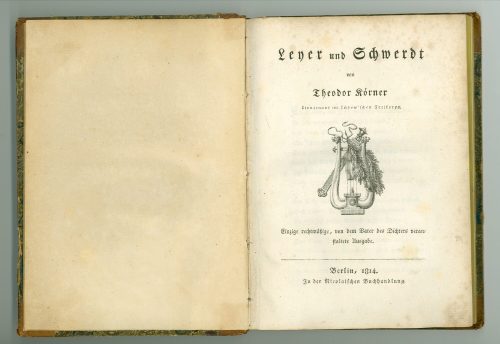 Leyer und Schwerdt
von
Theodor Körner
Lieutenant im Lützow'schen Freikorps
Einzige rechtmäßige, von dem Vater des Dichters veran-
staltete Ausgabe.
Berlin, 1814.
In der Nicolaischen Buchhandlung